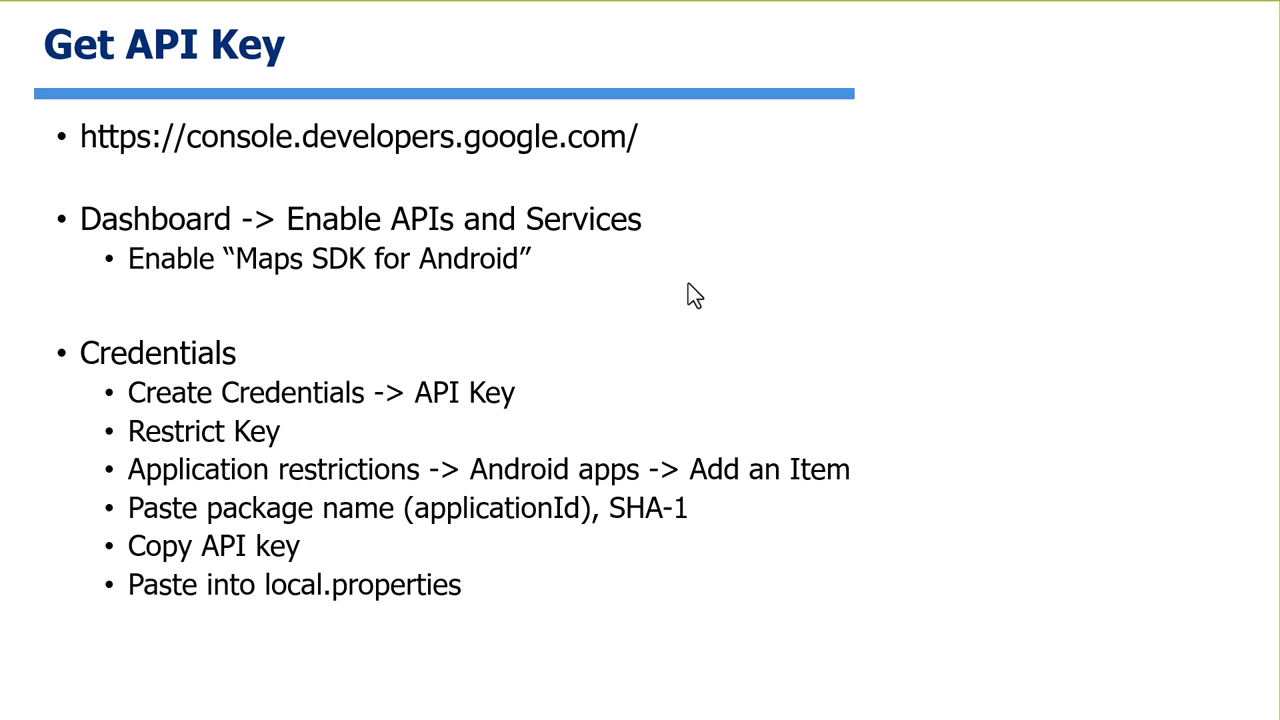 Get API Key
• https://console.developers.google.com/
• Dashboard -> Enable APIs and Services
• Enable “Maps SDK for Android”
• Credentials
• Create Credentials -> API Key
• Restrict Key
• Application restrictions -> Android apps -> Add an Item
• Paste package name (applicationId), SHA-1
• Copy API key
• Paste into local.properties